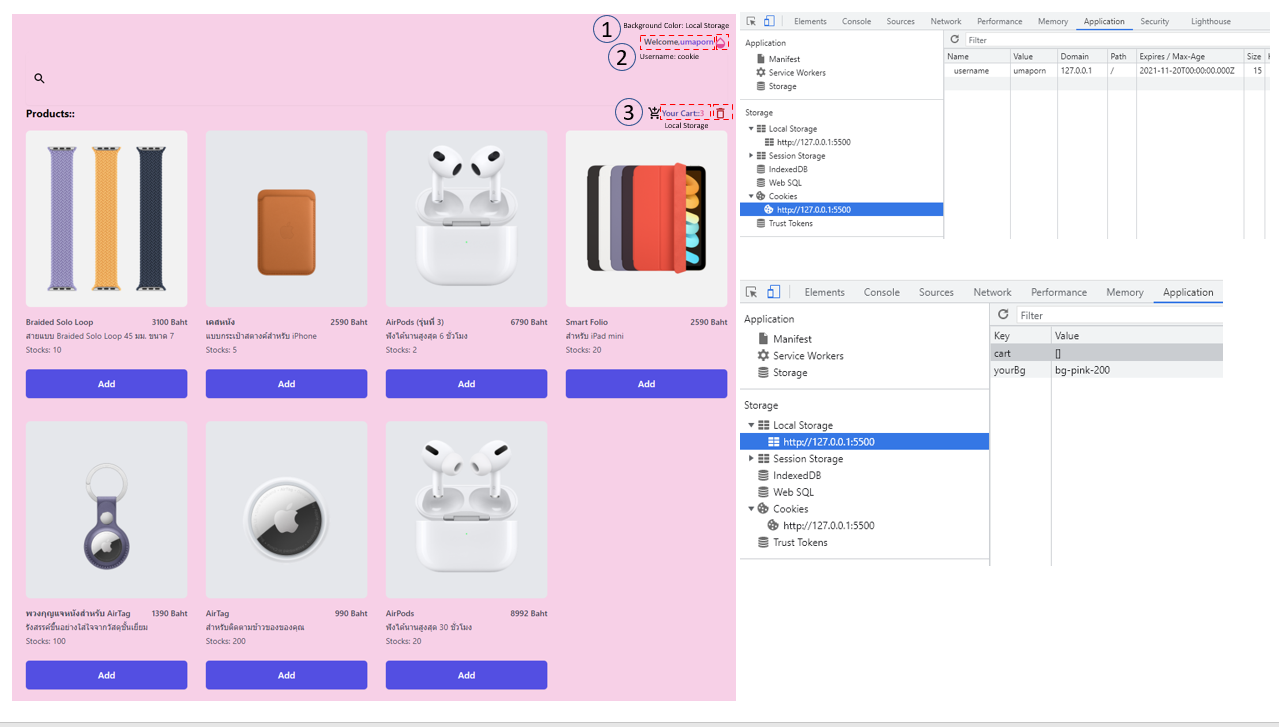 1 Background Color: Local Storage
Welcome,umaporn
2 Username: cookie
Products::
3 Your Cart::3
Local Storage
Braided Solo Loop 3100 Baht
สายแบบ Braided Solo Loop 45 มม. ขนาด 7
Stocks: 10
Add
เคสหนัง 2590 Baht
แบบกระเป๋าสตางค์สำหรับ iPhone
Stocks: 5
Add
AirPods (รุ่นที่ 3) 6790 Baht
ฟังได้นานสูงสุด 6 ชั่วโมง
Stocks: 2
Add
Smart Folio 2590 Baht
สำหรับ iPad mini
Stocks: 20
Add
พวงกุญแจหนังสำหรับ AirTag 1390 Baht
รังสรรค์ขึ้นอย่างใส่ใจจากวัสดุชั้นเยี่ยม
Stocks: 100
Add
AirTag 990 Baht
สำหรับติดตามข้าวของของคุณ
Stocks: 200
Add
AirPods 8992 Baht
ฟังได้นานสูงสุด 30 ชั่วโมง
Stocks: 20
Add
Elements Console Sources Network Performance Memory Application Security Lighthouse
Application
Manifest
Service Workers
Storage
Storage
Local Storage
http://127.0.0.1:5500
Session Storage
IndexedDB
Web SQL
Cookies
http://127.0.0.1:5500
Trust Tokens
Filter
Name Value Domain Path Expires / Max-Age Size
username umaporn 127.0.0.1 / 2021-11-20T00:00:00.000Z 15
Elements Console Sources Network Performance Memory Application
Application
Manifest
Service Workers
Storage
Storage
Local Storage
http://127.0.0.1:5500
Session Storage
IndexedDB
Web SQL
Cookies
http://127.0.0.1:5500
Trust Tokens
Filter
Key Value
cart []
yourBg bg-pink-200